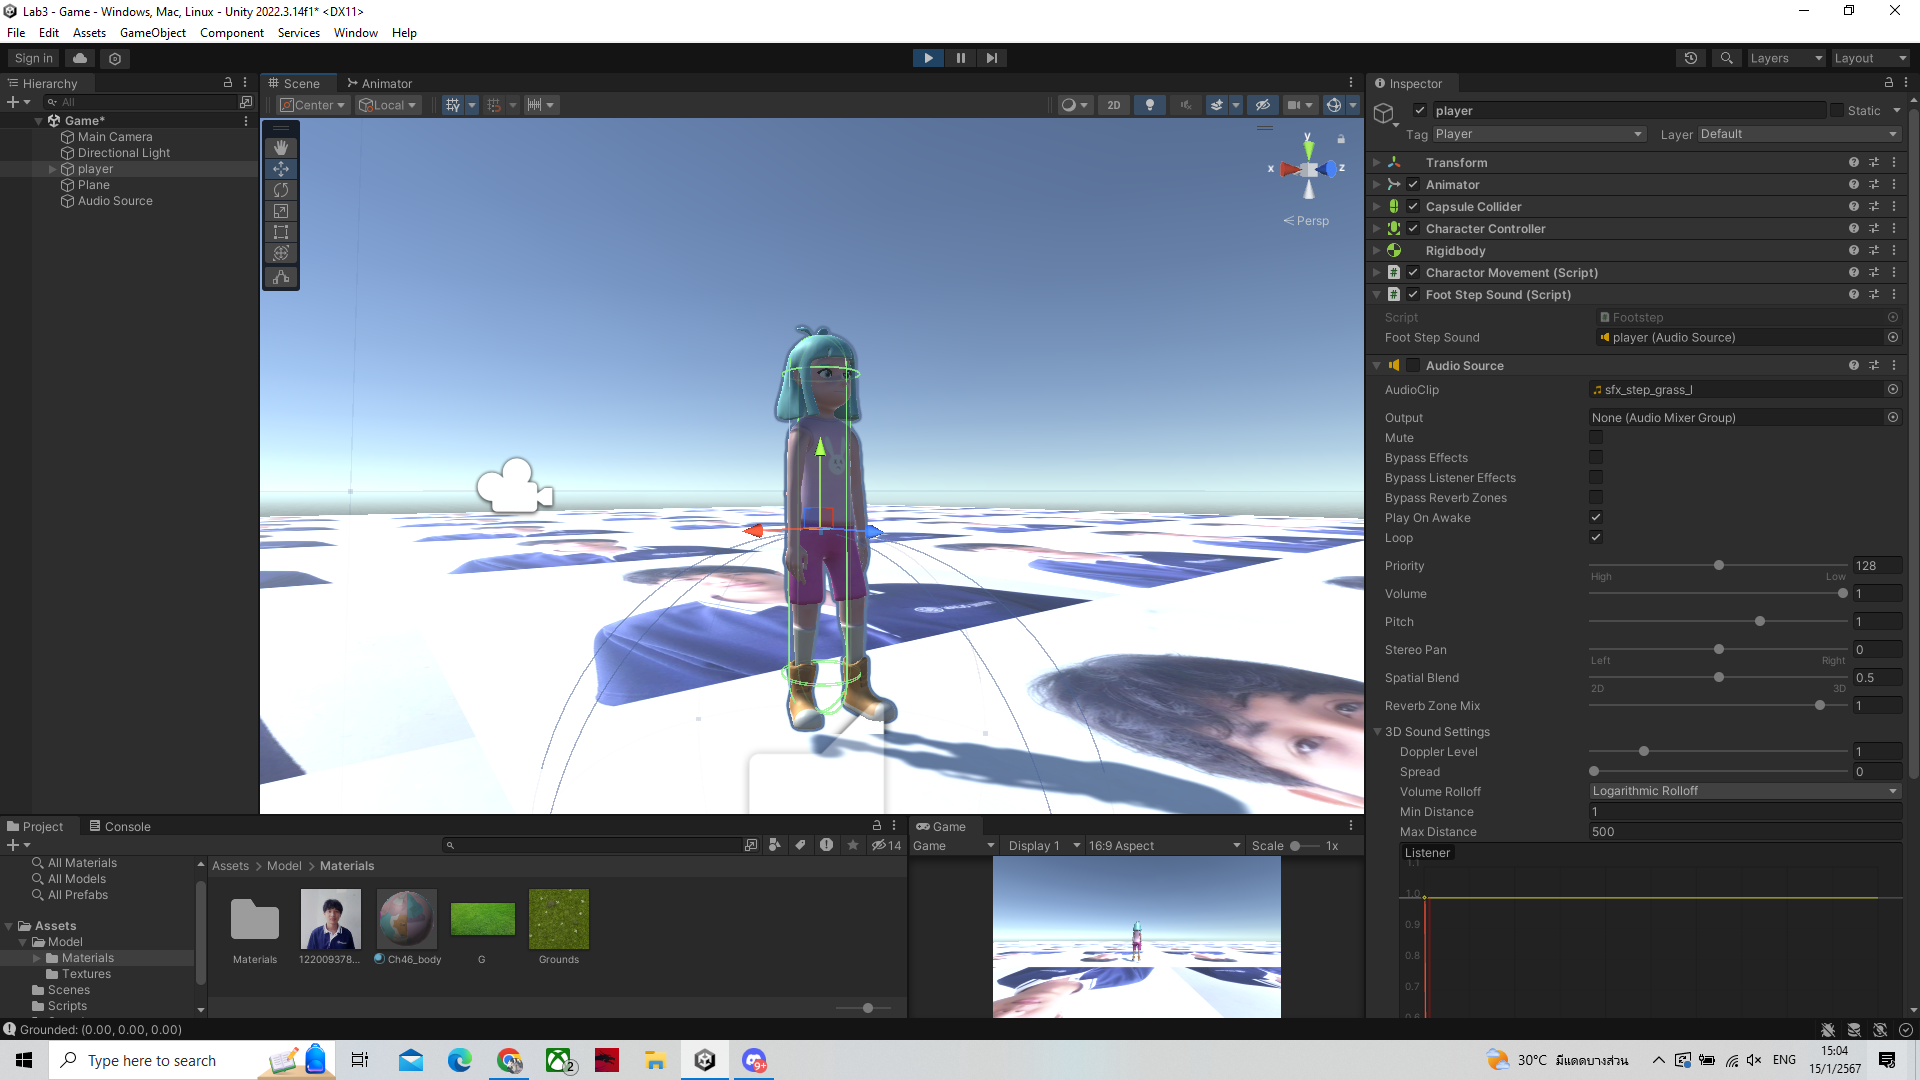 Lab3 - Game - Windows, Mac, Linux - Unity 2022.3.14f1* <DX11>
File Edit Assets GameObject Component Services Window Help
Sign in
Layers
Layout
Hierarchy
All
Game*
Main Camera
Directional Light
player
Plane
Audio Source
Scene
Animator
Center
Local
2D
y
x
z
Persp
Inspector
player
Static
Tag Player
Layer Default
Transform
Animator
Capsule Collider
Character Controller
Rigidbody
Charactor Movement (Script)
Foot Step Sound (Script)
Script Footstep
Foot Step Sound player (Audio Source)
Audio Source
AudioClip sfx_step_grass_l
Output None (Audio Mixer Group)
Mute
Bypass Effects
Bypass Listener Effects
Bypass Reverb Zones
Play On Awake
Loop
Priority 128
High Low
Volume 1
Pitch 1
Stereo Pan 0
Left Right
Spatial Blend 0.5
2D 3D
Reverb Zone Mix 1
3D Sound Settings
Doppler Level 1
Spread 0
Volume Rolloff Logarithmic Rolloff
Min Distance 1
Max Distance 500
Listener
1.1
1.0
0.9
0.8
0.7
0.6
Project
Console
14
All Materials
All Models
All Prefabs
Assets
Model
Materials
Textures
Scenes
Scripts
Assets > Model > Materials
Materials
122009378...
Ch46_body
G
Grounds
Game
Game
Display 1
16:9 Aspect
Scale
1x
Grounded: (0.00, 0.00, 0.00)
Type here to search
2
9+
30°C มีแดดบางส่วน
ENG
15:04
15/1/2567